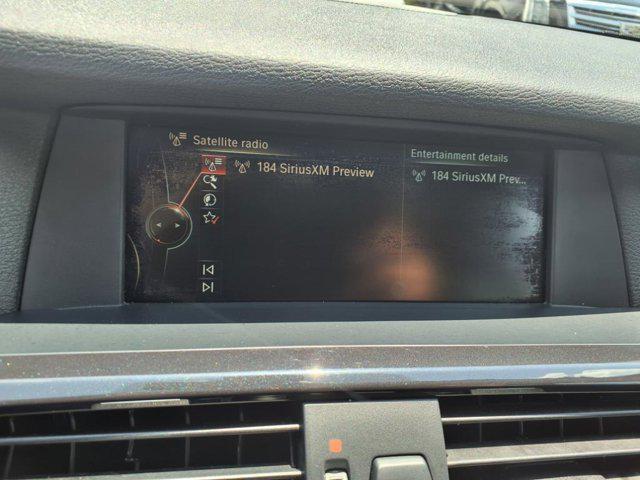 Satellite radio
184 SiriusXM Preview
Entertainment details
184 SiriusXM Prev...